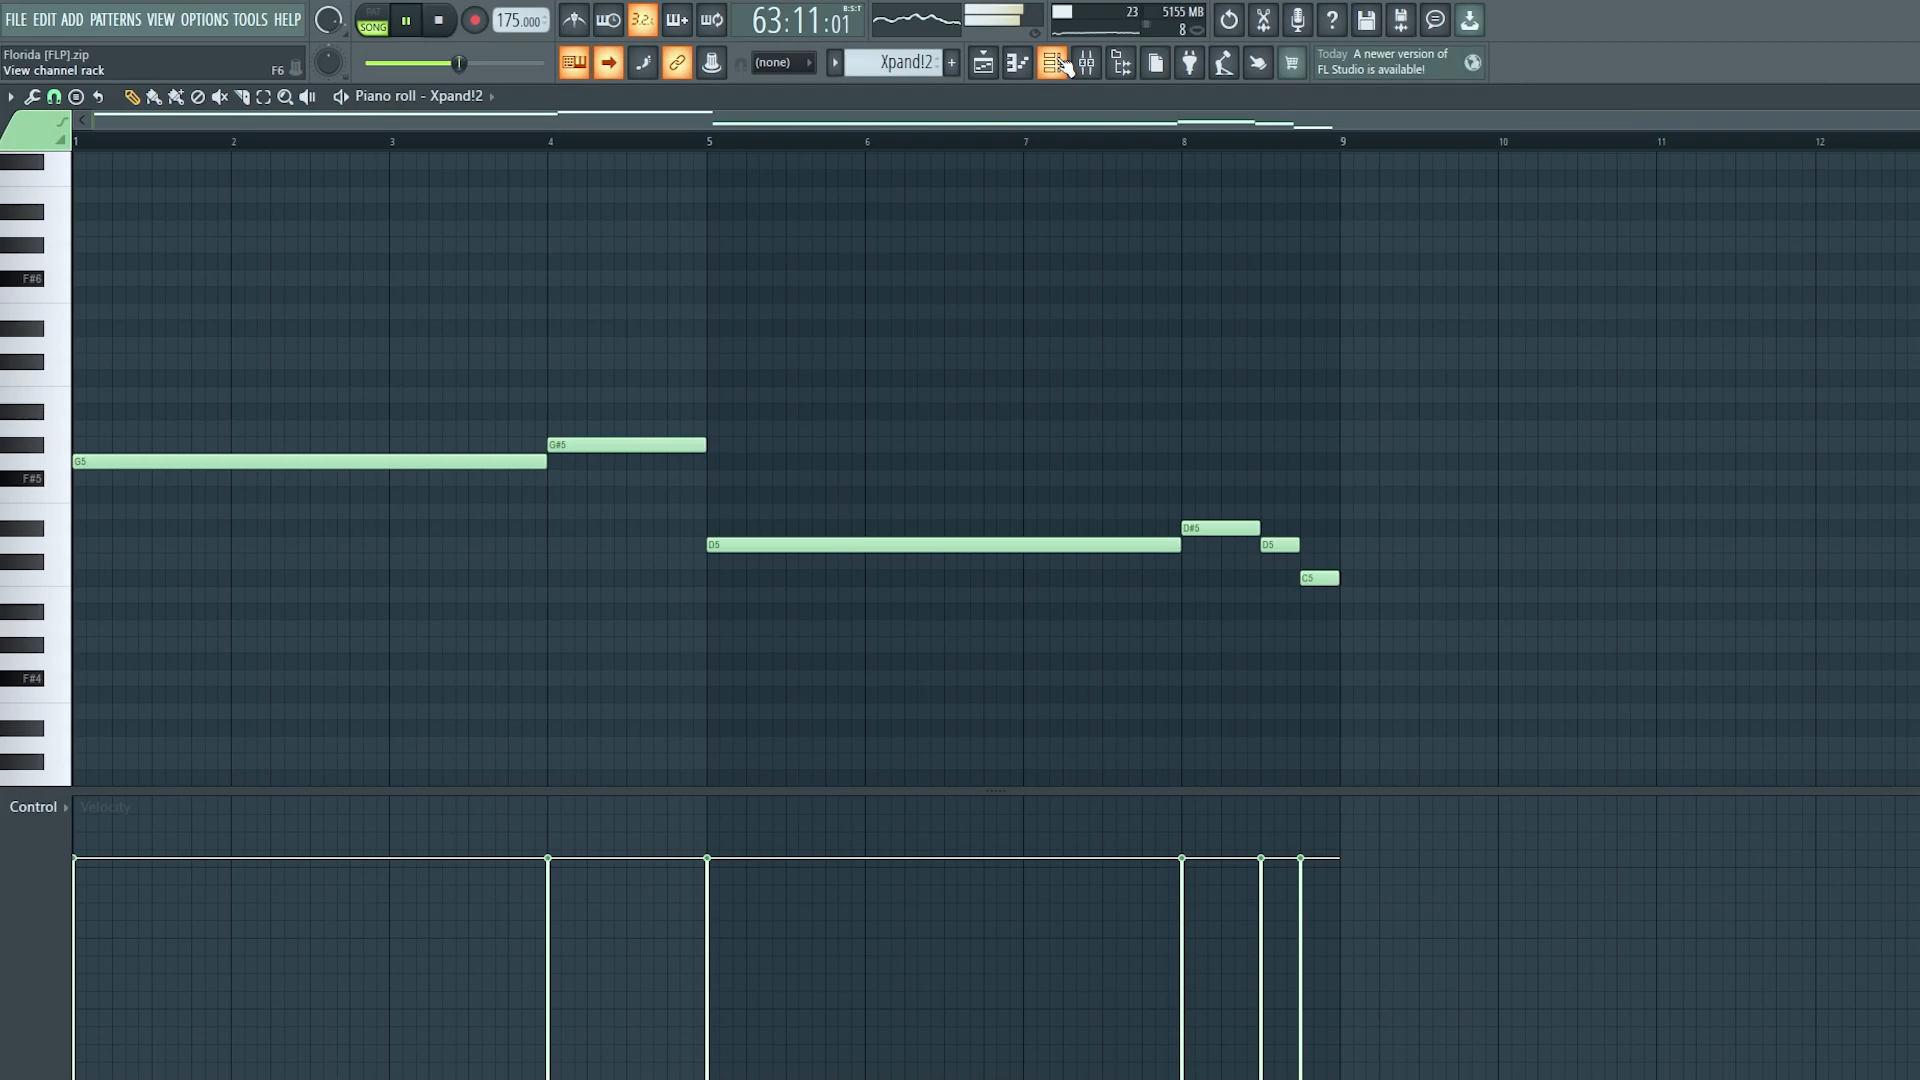 FILE EDIT ADD PATTERNS VIEW OPTIONS TOOLS HELP
PAT
SONG
175.000
3.2.
63:11:01
B:S:T
23
5155 MB
8
Florida [FLP].zip
View channel rack
F6
(none)
Xpand!2
Today A newer version of
FL Studio is available!
Piano roll - Xpand!2
1 2 3 4 5 6 7 8 9 10 11 12
F#6
G#5
G5
F#5
D#5
D5
D5
C5
F#4
Control
Velocity